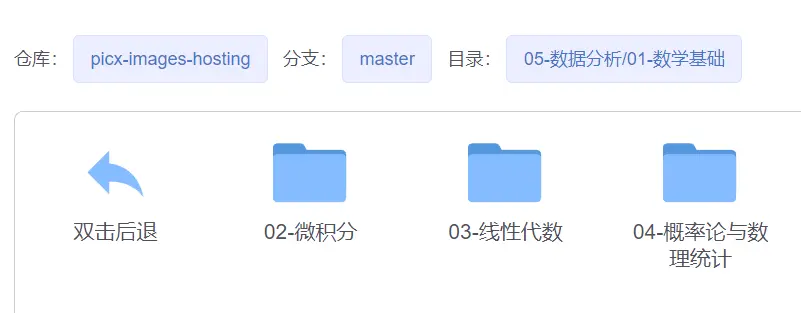 仓库： picx-images-hosting 分支： master 目录： 05-数据分析/01-数学基础
双击后退 02-微积分 03-线性代数 04-概率论与数
理统计